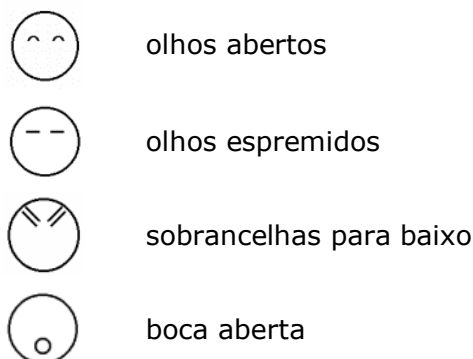 olhos abertos
olhos espremidos
sobrancelhas para baixo
boca aberta